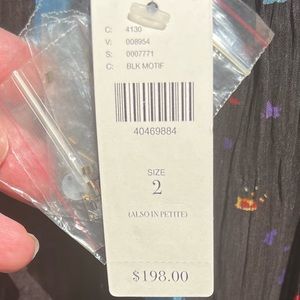 C: 4130
V: 008954
S: 0007771
C: BLK MOTIF
40469884
SIZE
2
(ALSO IN PETITE)
$198.00